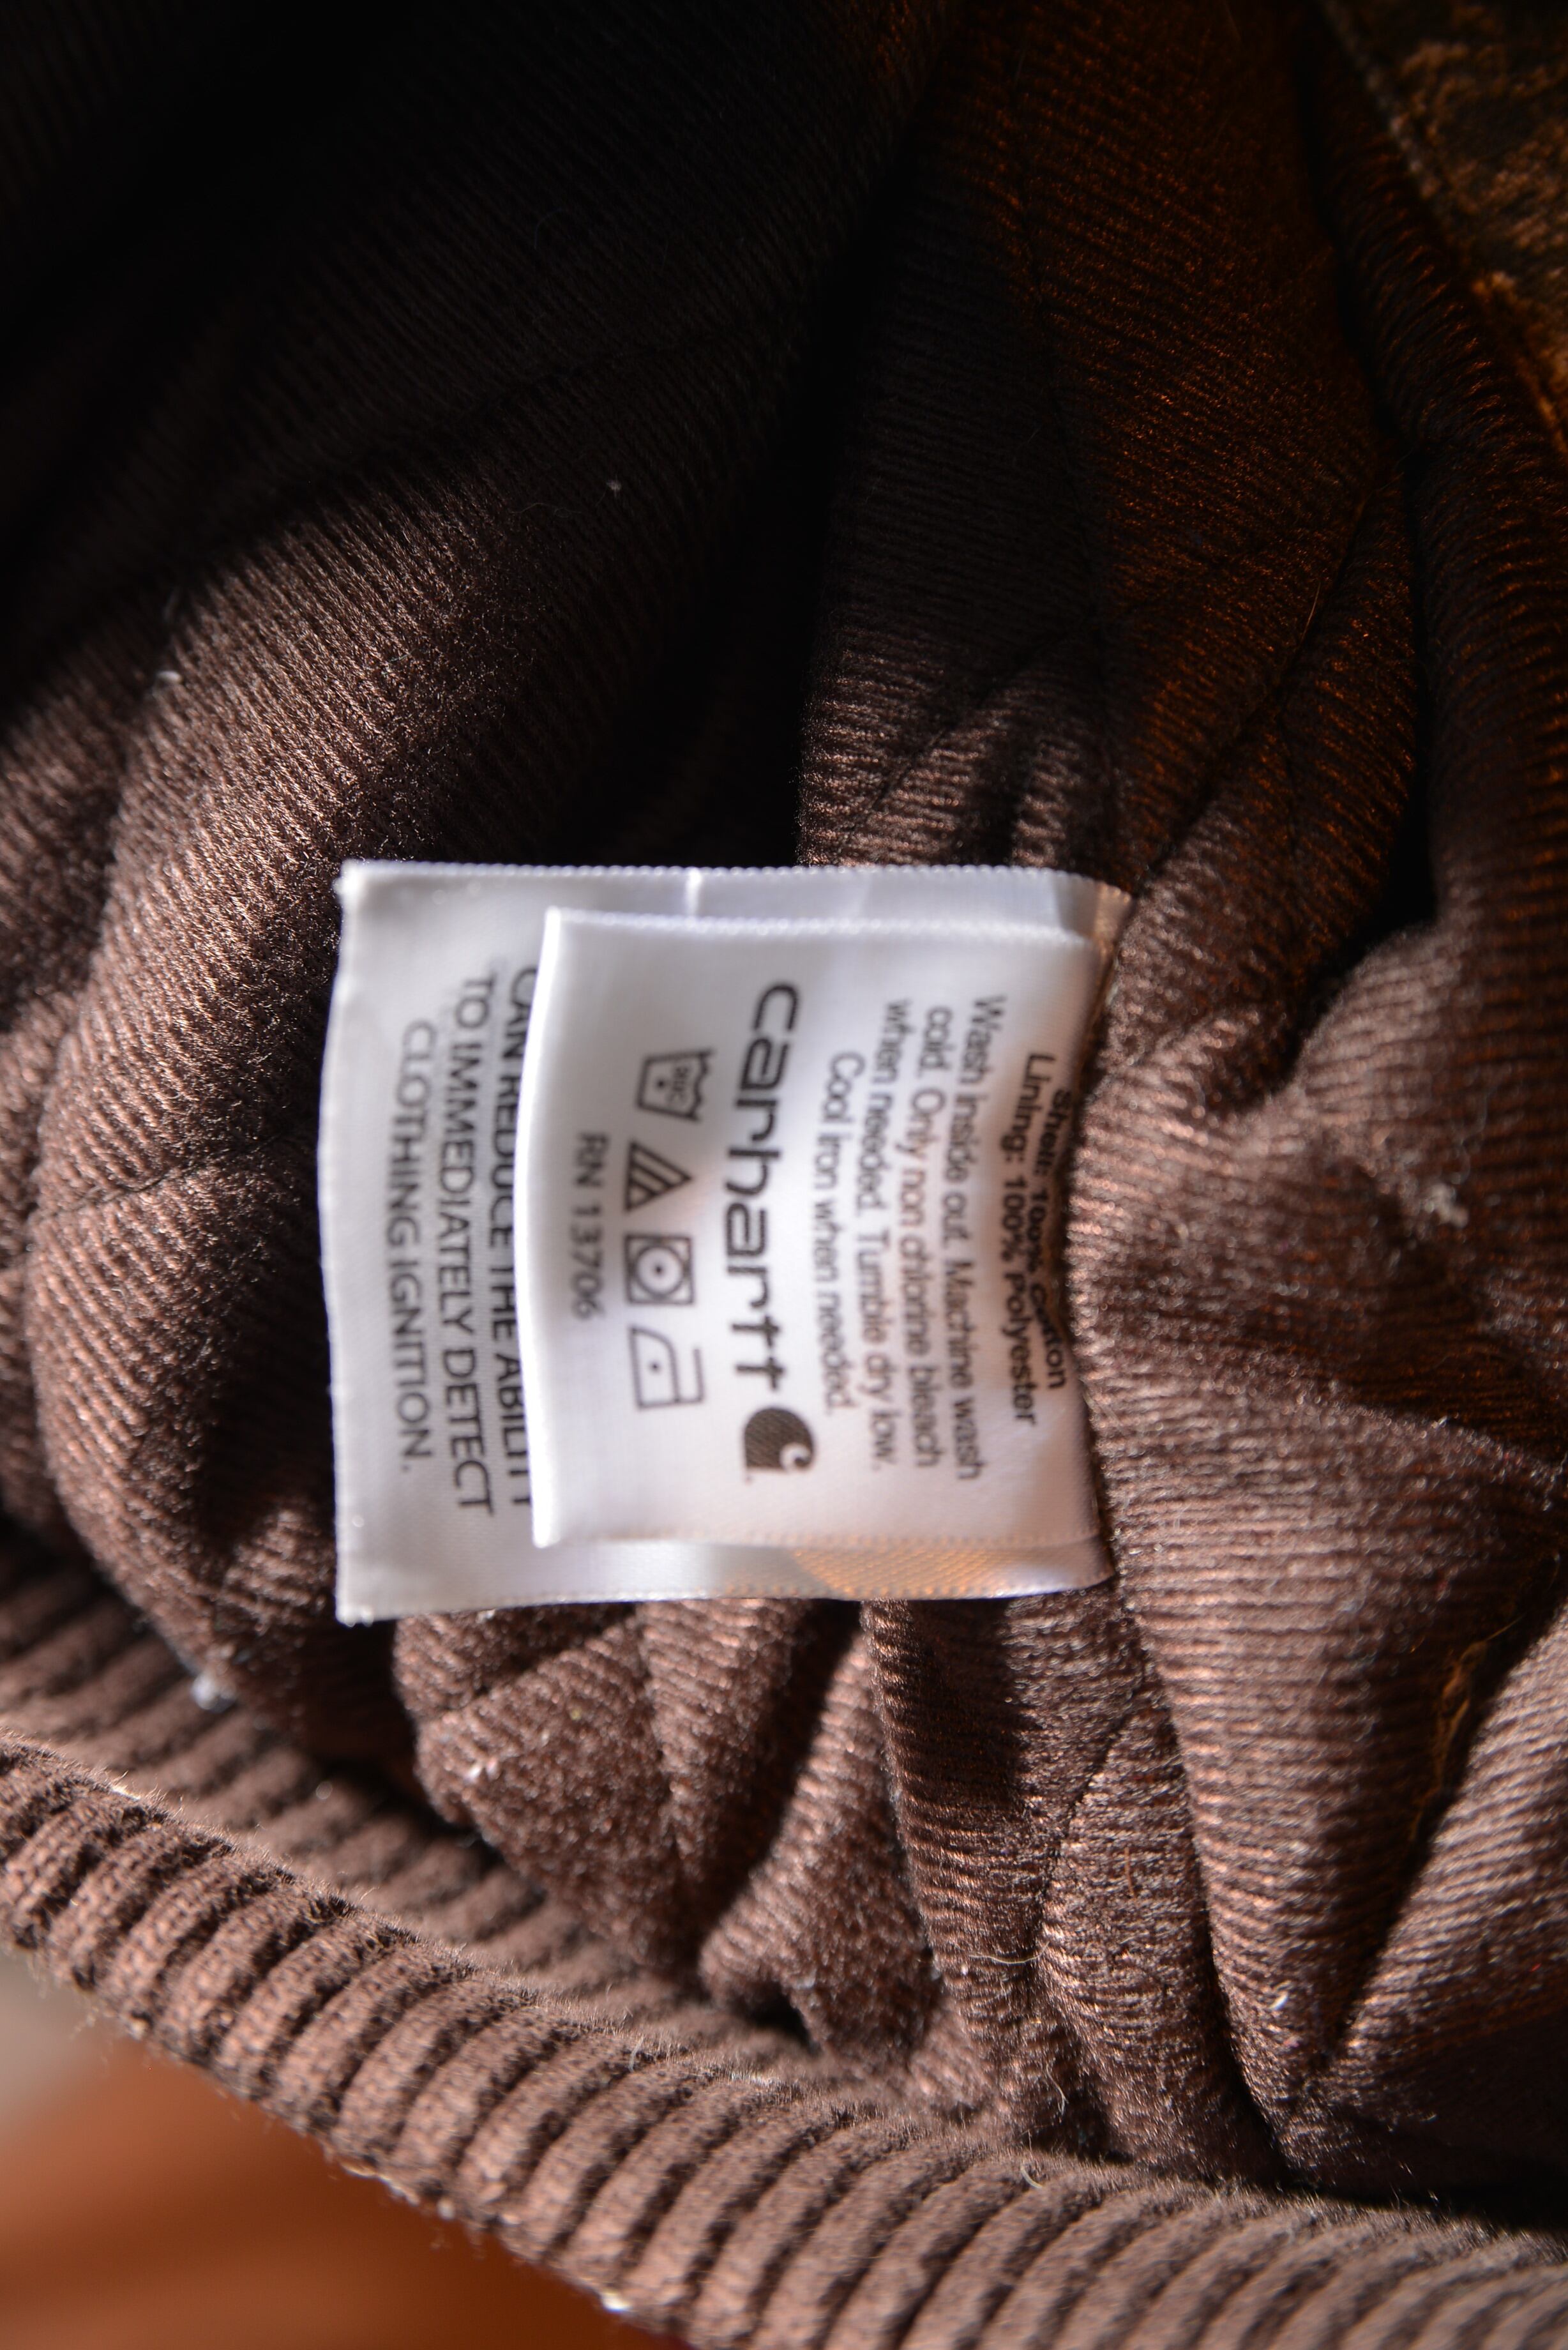 Shell: 100% Cotton
Lining: 100% Polyester
Wash inside out. Machine wash
cold. Only non chlorine bleach
when needed. Tumble dry low.
Cool iron when needed.
carhartt
30°C
RN 13706
CAN REDUCE THE ABILITY
TO IMMEDIATELY DETECT
CLOTHING IGNITION.